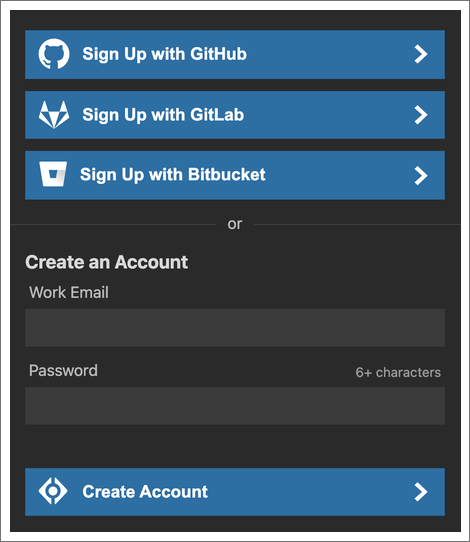 Sign Up with GitHub
Sign Up with GitLab
Sign Up with Bitbucket
or
Create an Account
Work Email
Password 6+ characters
Create Account